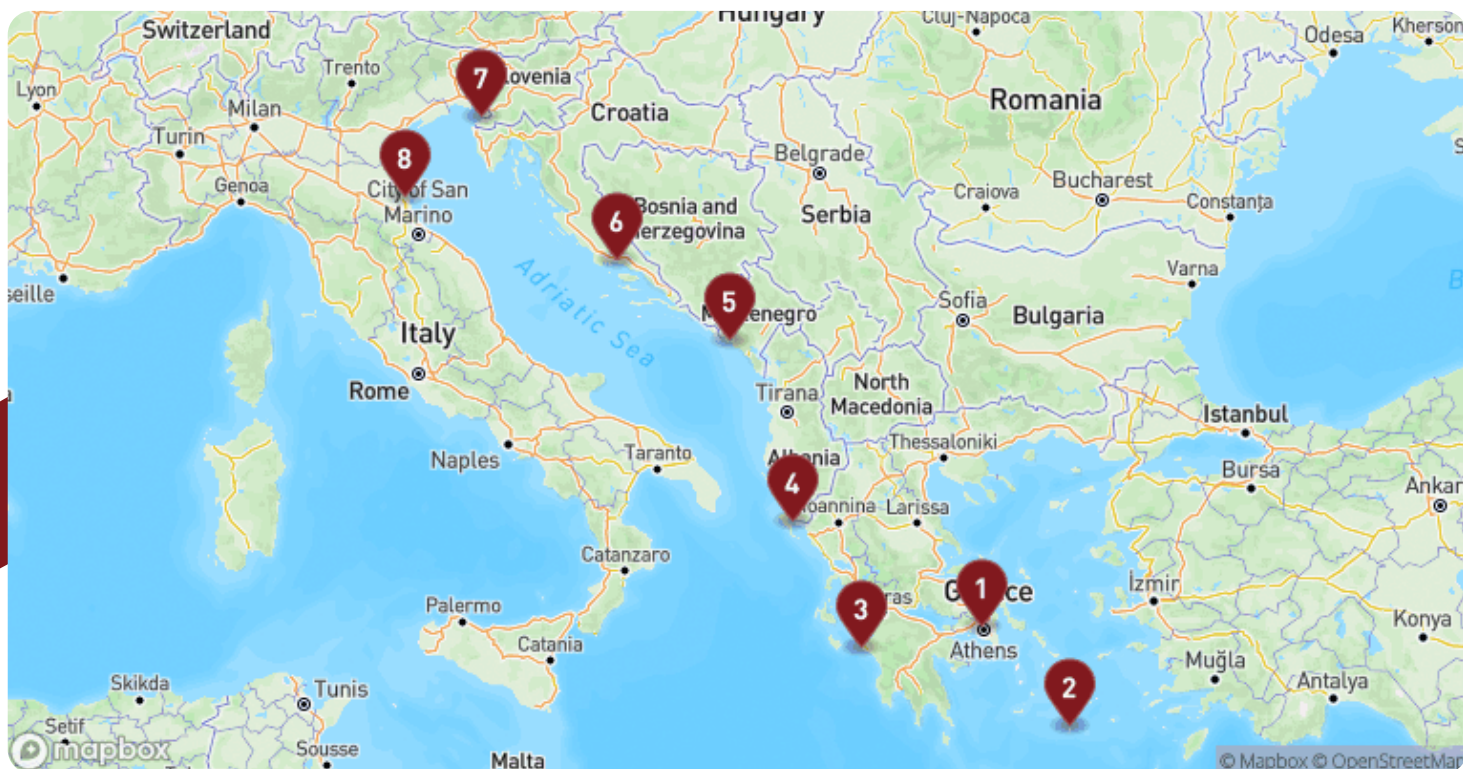 Hungary
Cluj-Napoca
Kherson
Switzerland
Odesa
Trento
7
Slovenia
Lyon
Milan
Croatia
Romania
Turin
Belgrade
8
Genoa
City of San
Marino
Craiova
Bucharest
Constanța
6
Bosnia and
Herzegovina
Serbia
Varna
seille
Adriatic Sea
5
Montenegro
Sofia
Bulgaria
Italy
Rome
Tirana
North
Macedonia
Istanbul
Thessaloniki
Naples
Taranto
Albania
Bursa
4
Ioannina
Larissa
Ankar
Catanzaro
1
Greece
İzmir
Palermo
3
ras
Konya
Catania
Athens
Muğla
Skikda
Tunis
2
Antalya
Setif
mapbox
Sousse
Malta
© Mapbox © OpenStreetMap